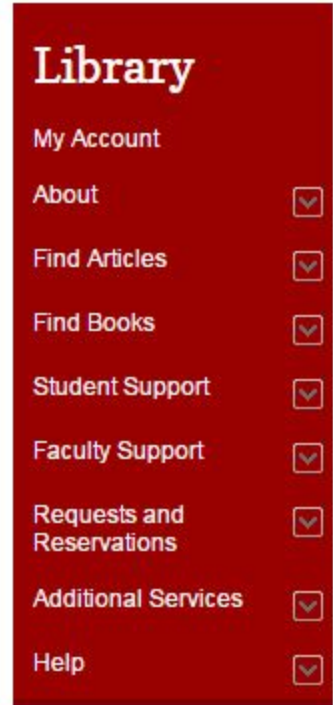 Library
My Account
About
Find Articles
Find Books
Student Support
Faculty Support
Requests and
Reservations
Additional Services
Help